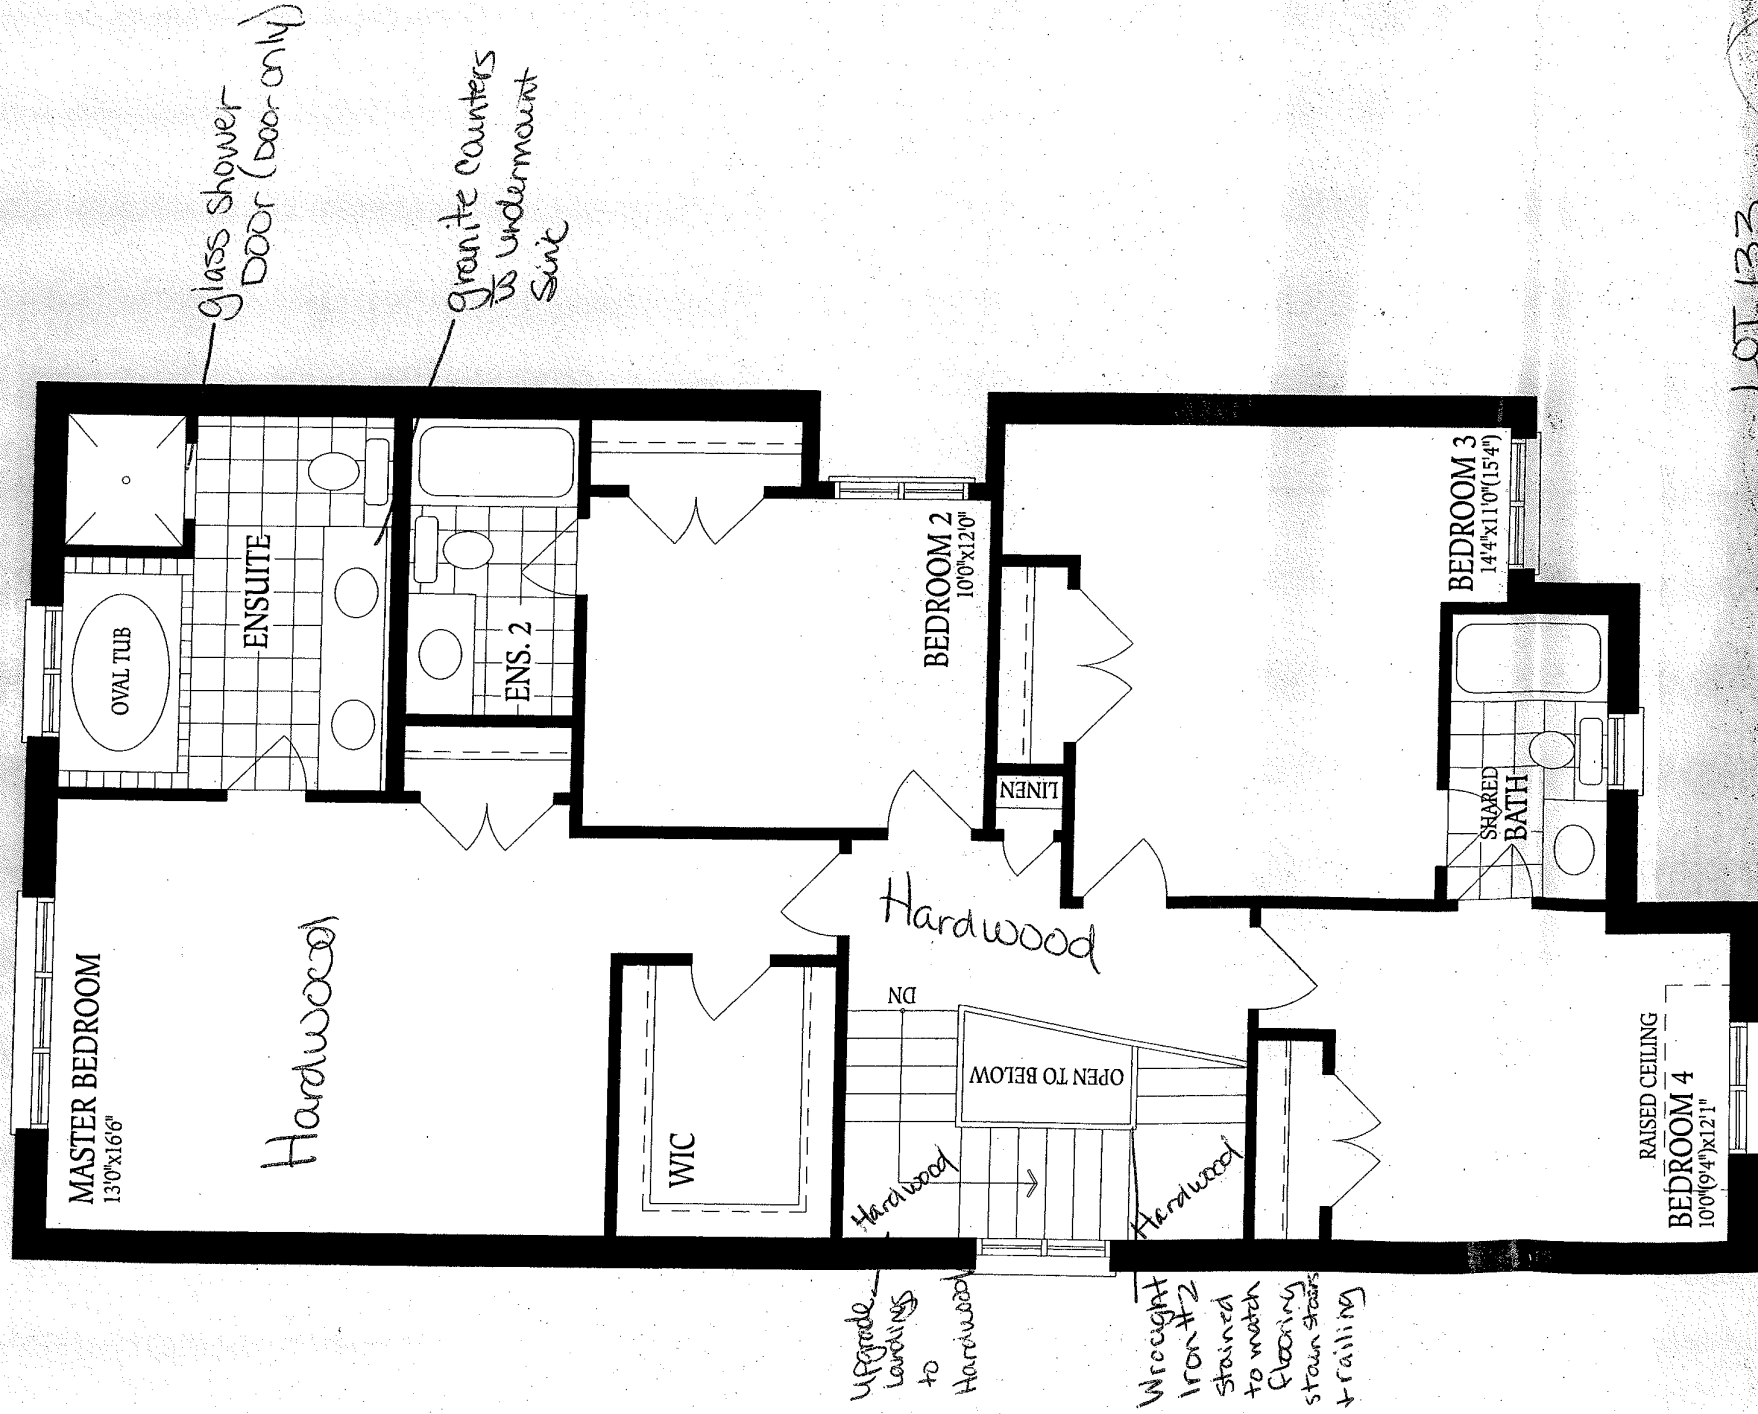 glass shower
Door (Door only)
granite counters
w undermount
sink
OVAL TUB
ENSUITE
ENS. 2
BEDROOM 2
10'0"x12'0"
BEDROOM 3
14'4"x11'0"(15'4")
LINEN
SHARED
BATH
MASTER BEDROOM
13'0"x16'6"
Hardwood
Hardwood
WIC
DN
OPEN TO BELOW
Hardwood
Hardwood
RAISED CEILING
BEDROOM 4
10'0"(9'4")x12'1"
upgrade
Landings
to
Hardwood
Wrought
Iron #2
stained
to match
flooring
stain stairs
+ railing
LOT 133